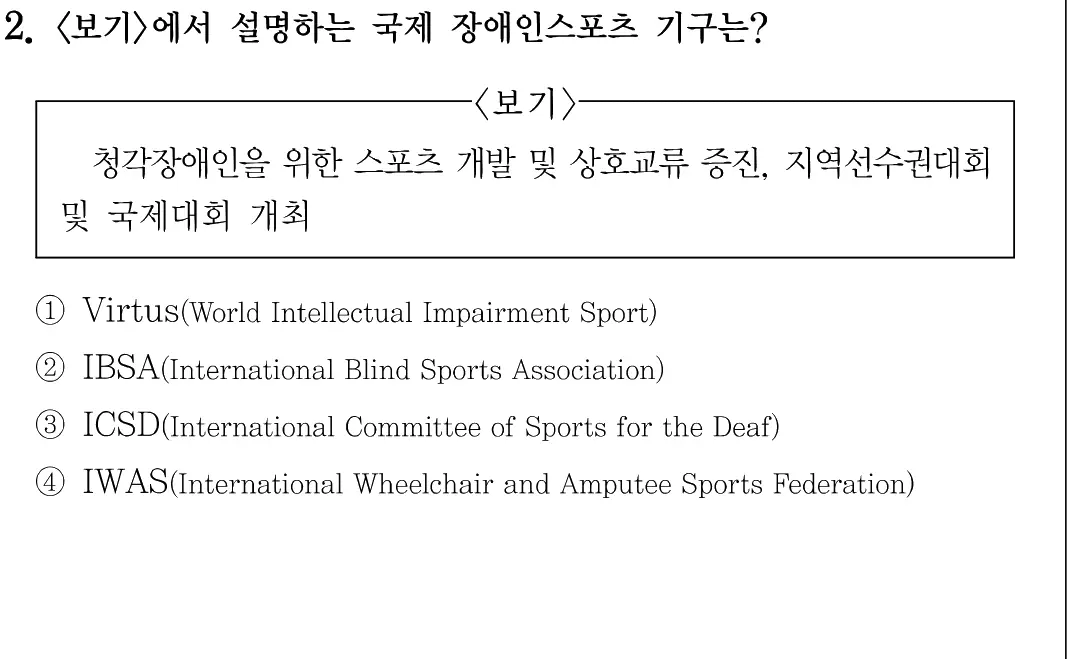 2. 〈보기〉에서 설명하는 국제 장애인스포츠 기구는?
〈보기〉
청각장애인을 위한 스포츠 개발 및 상호교류 증진, 지역선수권대회
및 국제대회 개최
① Virtus(World Intellectual Impairment Sport)
② IBSA(International Blind Sports Association)
③ ICSD(International Committee of Sports for the Deaf)
④ IWAS(International Wheelchair and Amputee Sports Federation)